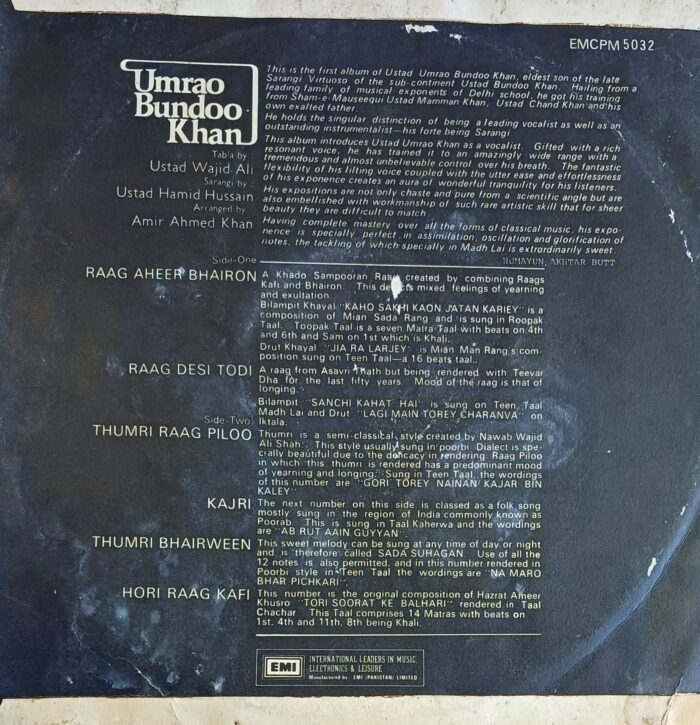 EMCPM 5032
Umrao
Bundoo
Khan
Tabla by
Ustad Wajid Ali
Sarangi by
Ustad Hamid Hussain
Arranged by
Amir Ahmed Khan
This is the first album of Ustad Umrao Bundoo Khan, eldest son of the late
Sarangi Virtuoso of the sub-continent Ustad Bundoo Khan. Hailing from a
leading family of musical exponents of Delhi school, he got his training
from Sham-e-Mauseequi Ustad Mamman Khan, Ustad Chand Khan and his
own exalted father.
He holds the singular distinction of being a leading vocalist as well as an
outstanding instrumentalist—his forte being Sarangi.
This album introduces Ustad Umrao Khan as a vocalist. Gifted with a rich
resonant voice, he has trained it to an amazingly wide range with a
tremendous and almost unbelievable control over his breath. The fantastic
flexibility of his lilting voice coupled with the utter ease and effortlessness
of his exponence creates an aura of wonderful tranquility for his listeners.
His expositions are not only chaste and pure from a scientific angle but are
also embellished with workmanship of such rare artistic skill that for sheer
beauty they are difficult to match.
Having complete mastery over all the forms of classical music, his expo-
nence is specially perfect in assimilation, oscillation and glorification of
notes, the tackling of which specially in Madh Lai is extrordinarily sweet.
HUMAYUN AKHTAR BUTT
Side-One
RAAG AHEER BHAIRON
A Khado Sampooran Raag created by combining Raags
Kafi and Bhairon. This depicts mixed feelings of yearning
and exultation.
Bilampit Khayal "KAHO SAKHI KAON JATAN KARIEY" is a
composition of Mian Sada Rang and is sung in Roopak
Taal. Toopak Taal is a seven Matra Taal with beats on 4th
and 6th and Sam on 1st which is Khali.
Drut Khayal "JIA RA LARJEY" is Mian Man Rang's com-
position sung on Teen Taal—a 16 beats taal.
RAAG DESI TODI
A raag from Asavri Thath but being rendered with Teevar
Dha for the last fifty years. Mood of the raag is that of
longing.
Bilampit "SANCHI KAHAT HAI" is sung on Teen Taal
Madh Lai and Drut "LAGI MAIN TOREY CHARANVA" on
Iktala.
Side-Two
THUMRI RAAG PILOO
Thumri is a semi-classical style created by Nawab Wajid
Ali Shah. This style usually sung in poorbi Dialect is spe-
cially beautiful due to the delicacy in rendering. Raag Piloo
in which this thumri is rendered has a predominant mood
of yearning and longing. Sung in Teen Taal, the wordings
of this number are "GORI TOREY NAINAN KAJAR BIN
KALEY"
KAJRI
The next number on this side is classed as a folk song
mostly sung in the region of India commonly known as
Poorab. This is sung in Taal Kaherwa and the wordings
are "AB RUT AAIN GUYYAN".
THUMRI BHAIRWEEN
This sweet melody can be sung at any time of day or night
and is therefore called SADA SUHAGAN. Use of all the
12 notes is also permitted, and in this number rendered in
Poorbi style in Teen Taal the wordings are "NA MARO
BHAR PICHKARI".
HORI RAAG KAFI
This number is the original composition of Hazrat Ameer
Khusro "TORI SOORAT KE BALHARI" rendered in Taal
Chachar. This Taal comprises 14 Matras with beats on
1st, 4th and 11th, 8th being Khali.
EMI
INTERNATIONAL LEADERS IN MUSIC,
ELECTRONICS & LEISURE
Manufactured by: EMI (PAKISTAN) LIMITED